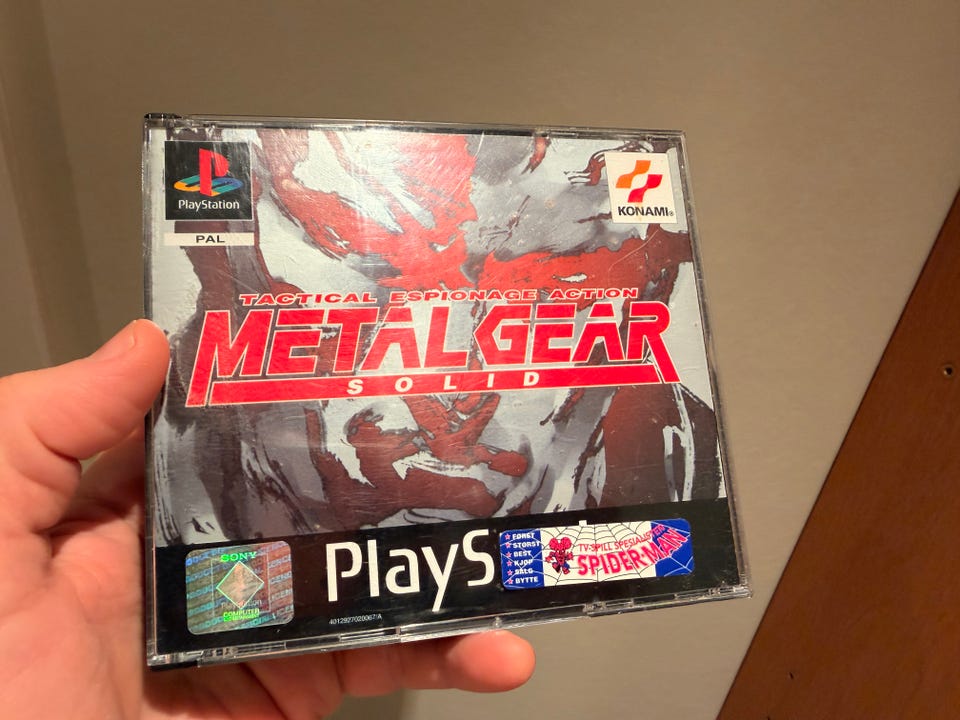 PlayStation
PAL
KONAMI®
TACTICAL ESPIONAGE ACTION
METAL GEAR
SOLID
PlayS
SONY
PlayStation
COMPUTER
4012927020067/A
FØRST
STØRST
BEST
KJØP
SALG
BYTTE
TV-SPILL SPESIALISTEN
SPIDER-MAN